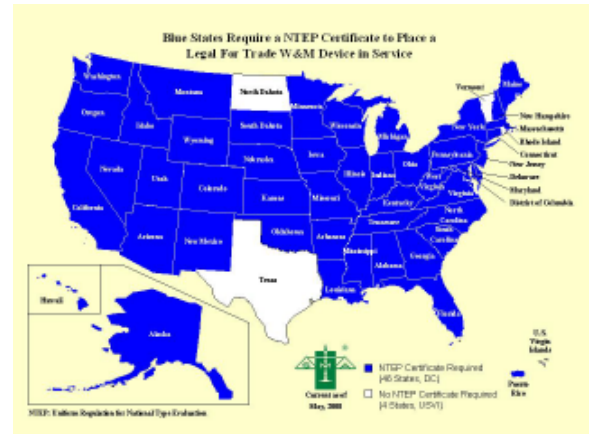 Blue States Require a NTEP Certificate to Place a
Legal For Trade W&M Device in Service
Washington
Montana
North Dakota
Minnesota
Vermont
Maine
Oregon
Idaho
Wyoming
South Dakota
Wisconsin
Michigan
New York
New Hampshire
Massachusetts
Rhode Island
Connecticut
New Jersey
Delaware
Maryland
District of Columbia
Nebraska
Iowa
Pennsylvania
Nevada
Utah
Colorado
Kansas
Missouri
Illinois
Indiana
Ohio
West
Virginia
Virginia
Kentucky
California
Arizona
New Mexico
Oklahoma
Arkansas
Tennessee
North
Carolina
South
Carolina
Texas
Louisiana
Mississippi
Alabama
Georgia
Florida
Hawaii
Alaska
U.S.
Virgin
Islands
Puerto
Rico
Current as of
May, 2008
NTEP Certificate Required
(46 States, DC)
No NTEP Certificate Required
(4 States, USVI)
NTEP: Uniform Regulation for National Type Evaluation